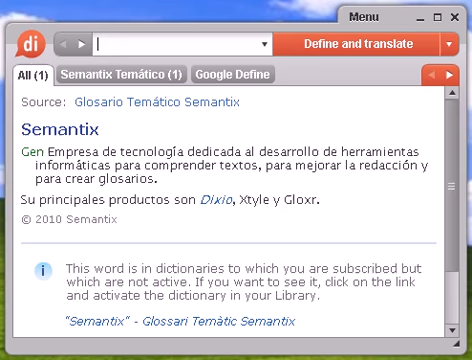 Menu
di
Define and translate
All (1) Semantix Temático (1) Google Define
Source: Glosario Temático Semantix
Semantix
Gen Empresa de tecnología dedicada al desarrollo de herramientas
informáticas para comprender textos, para mejorar la redacción y
para crear glosarios.
Su principales producto son Dixio, Xtyle y Gloxr.
© 2010 Semantix
i
This word is in dictionaries to which you are subscribed but
which are not active. If you want to see it, click on the link
and activate the dictionary in your Library.
"Semantix" - Glossari Temàtic Semantix